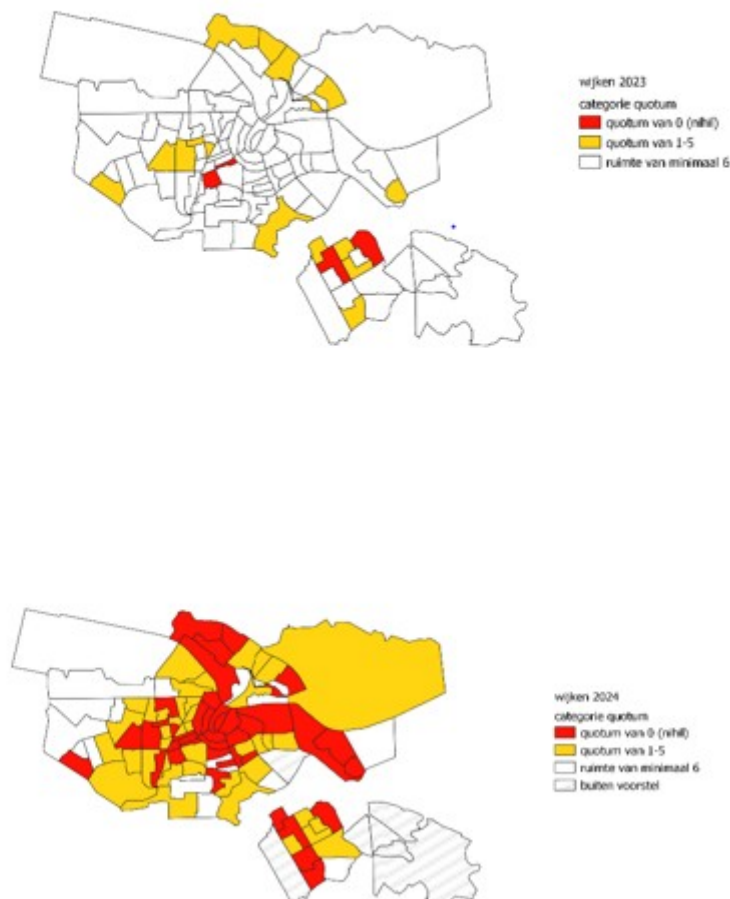 wijken 2023
categorie quotum
quotum van 0 (nihil)
quotum van 1-5
ruimte van minimaal 6
wijken 2024
categorie quotum
quotum van 0 (nihil)
quotum van 1-5
ruimte van minimaal 6
buiten voorstel